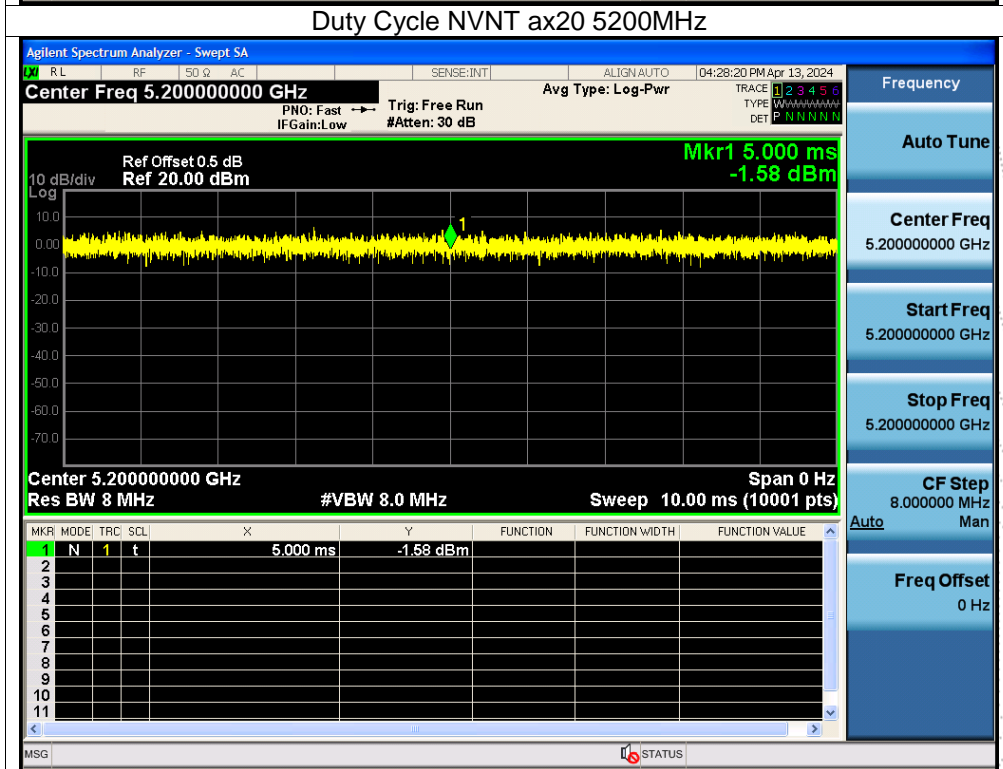 Duty Cycle NVNT ax20 5200MHz
Agilent Spectrum Analyzer - Swept SA
LXI RL RF 50 Ω AC SENSE:INT ALIGN AUTO 04:28:20 PM Apr 13, 2024
Center Freq 5.200000000 GHz
PNO: Fast
IFGain:Low
Trig: Free Run
#Atten: 30 dB
Avg Type: Log-Pwr
TRACE 1 2 3 4 5 6
TYPE WWWWWW
DET P N N N N N
Ref Offset 0.5 dB
Ref 20.00 dBm
10 dB/div
Log
Mkr1 5.000 ms
-1.58 dBm
1
10.0
0.00
-10.0
-20.0
-30.0
-40.0
-50.0
-60.0
-70.0
Center 5.200000000 GHz Span 0 Hz
Res BW 8 MHz #VBW 8.0 MHz Sweep 10.00 ms (10001 pts)
MKR MODE TRC SCL X Y FUNCTION FUNCTION WIDTH FUNCTION VALUE
1 N 1 t 5.000 ms -1.58 dBm
2
3
4
5
6
7
8
9
10
11
MSG STATUS
Frequency
Auto Tune
Center Freq
5.200000000 GHz
Start Freq
5.200000000 GHz
Stop Freq
5.200000000 GHz
CF Step
8.000000 MHz
Auto Man
Freq Offset
0 Hz